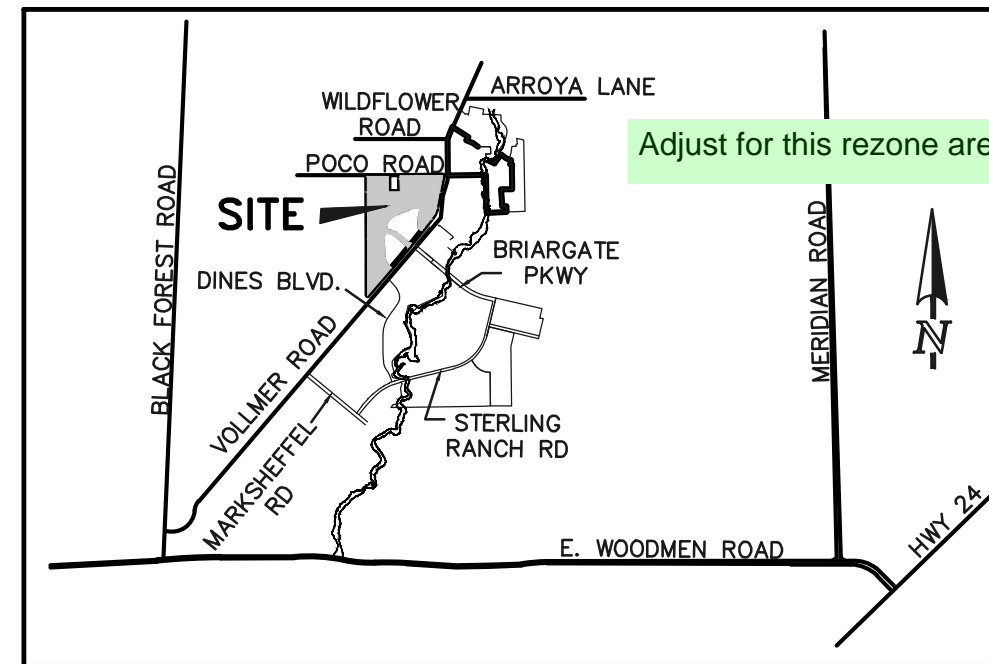 ARROYA LANE
WILDFLOWER
ROAD
Adjust for this rezone are
POCO ROAD
SITE
BLACK FOREST ROAD
BRIARGATE
PKWY
DINES BLVD.
MERIDIAN ROAD
N
VOLLMER ROAD
STERLING
RANCH RD
MARKSHEFFEL
RD
HWY 24
E. WOODMEN ROAD